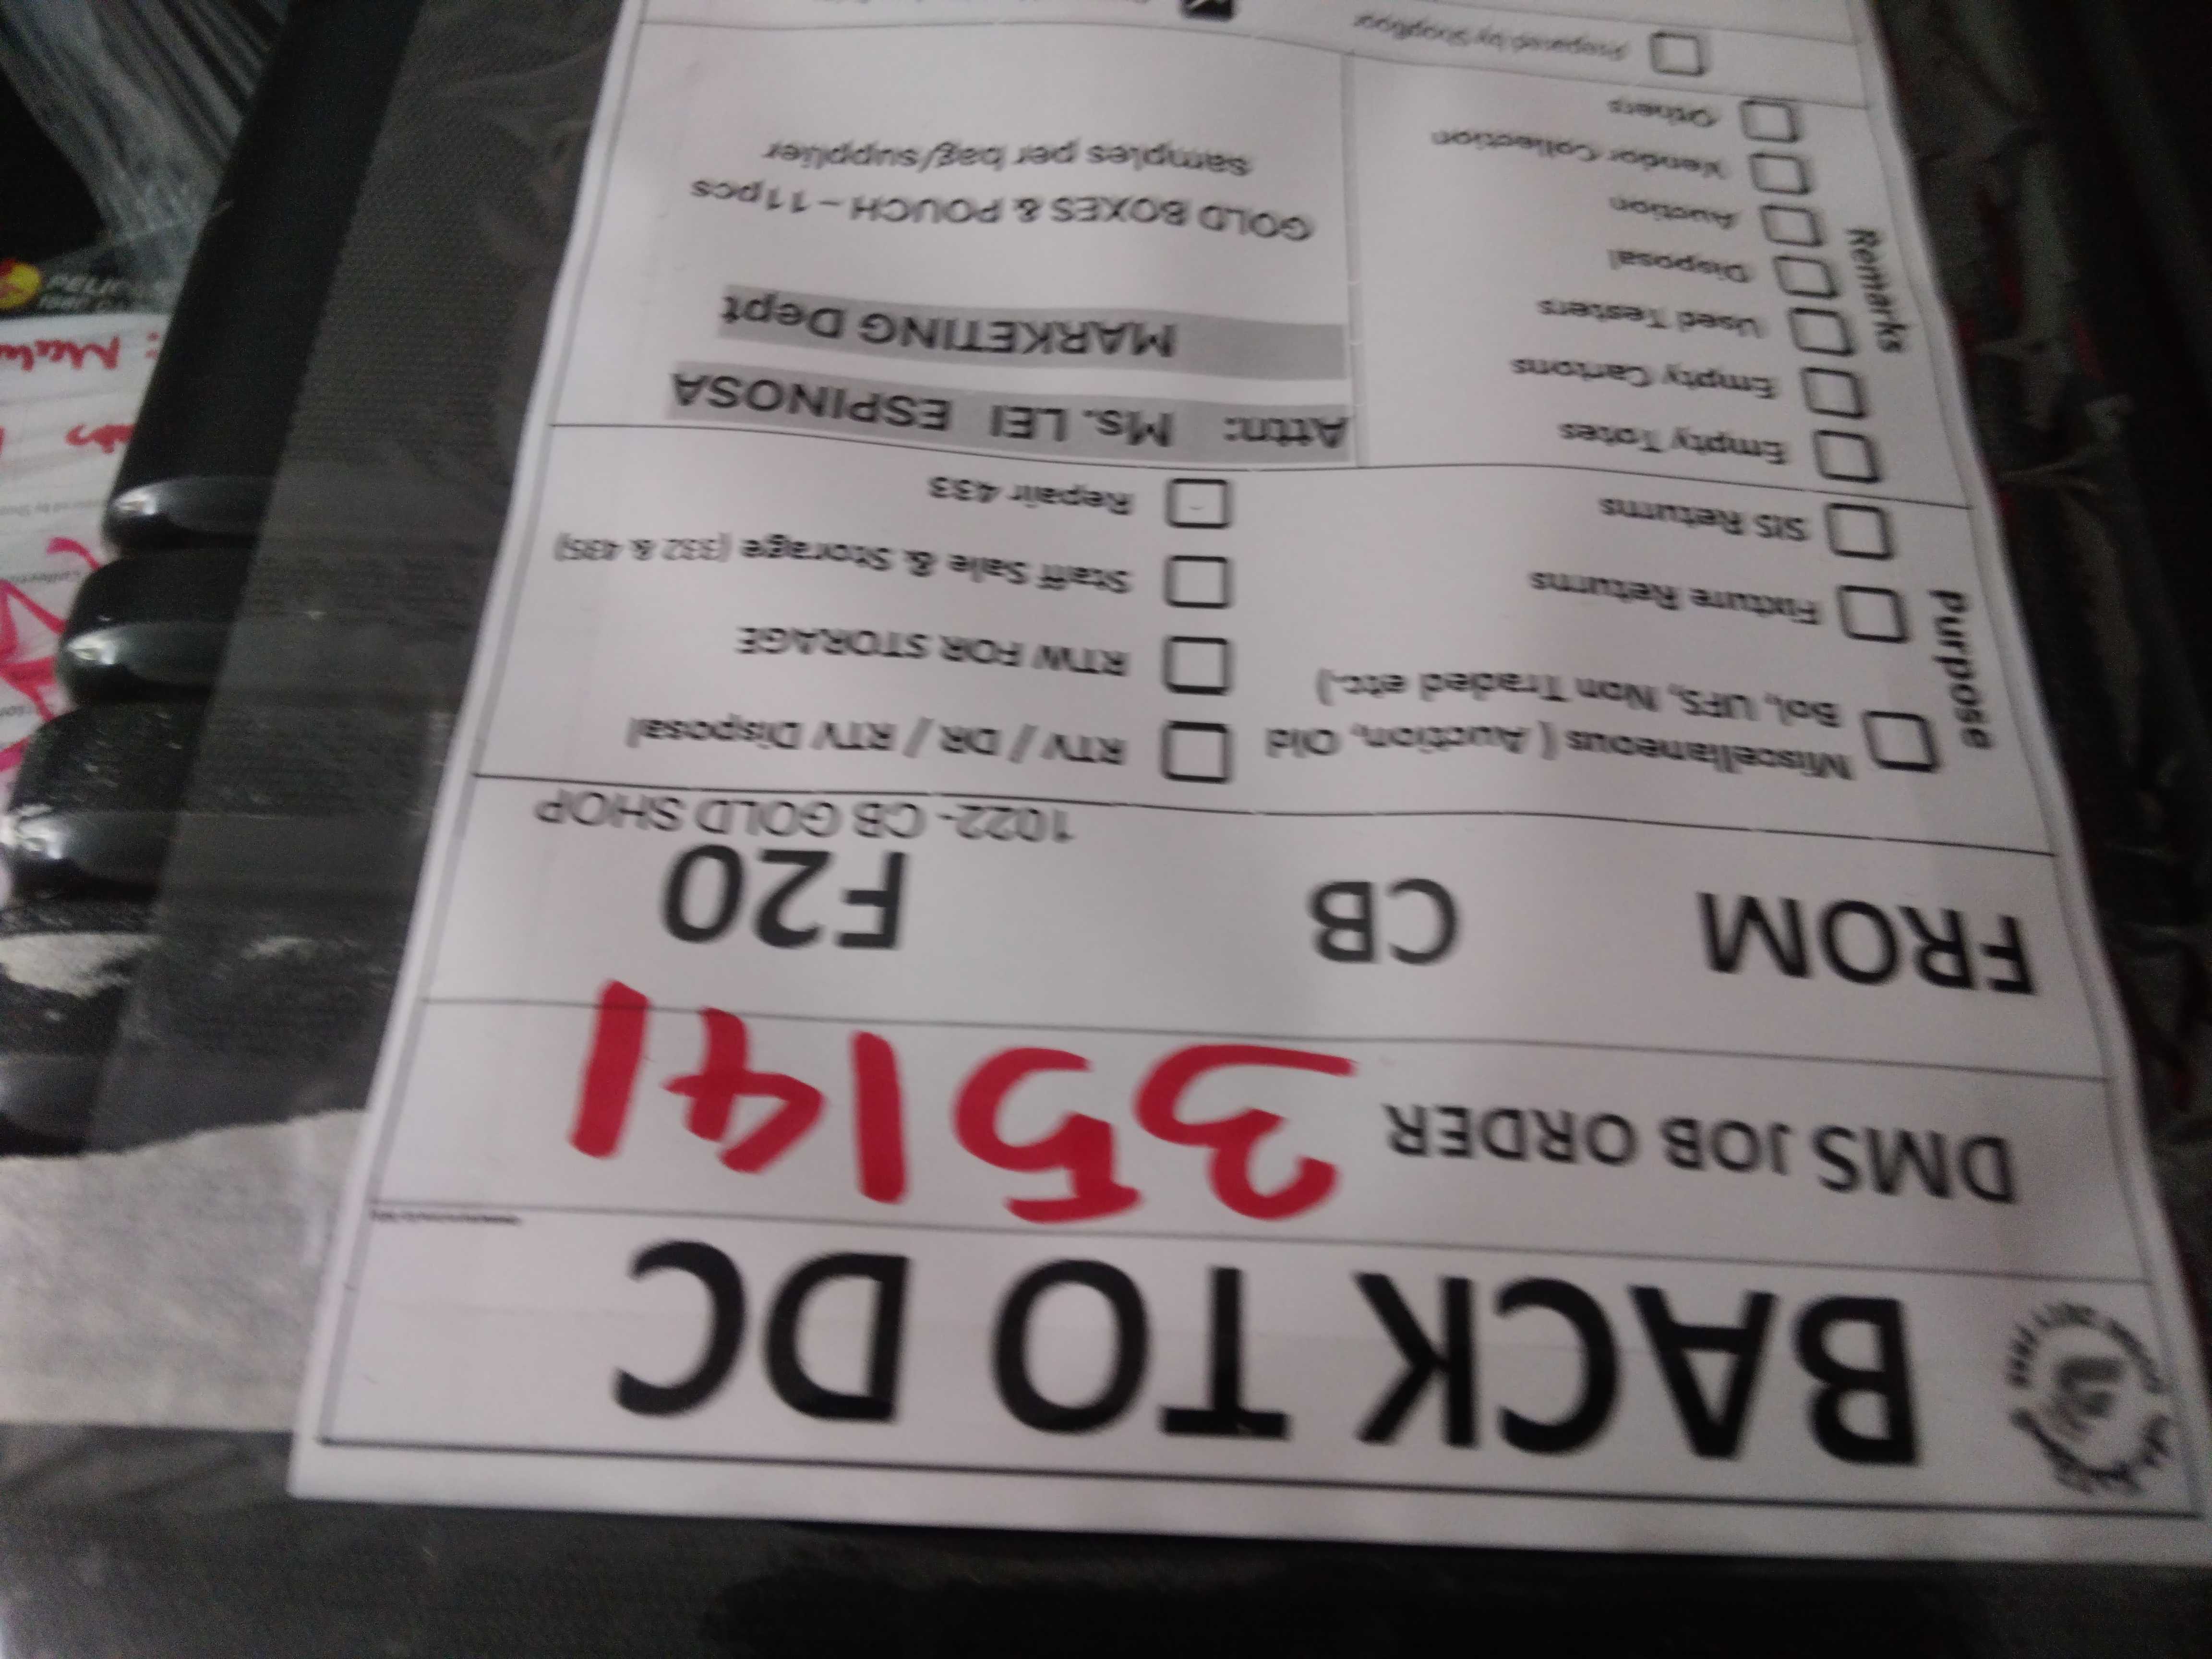 BACK TO DC
DMS JOB ORDER 35141
FROM CB F20
1022- CB GOLD SHOP
Purpose
Miscellaneous ( Auction, Old
Bol, UFS, Non Traded etc.)
Fixture Returns
SIS Returns
RTV / DR / RTV Disposal
RTW FOR STORAGE
Staff Sale & Storage (332 & 435)
Repair 433
Remarks
Empty Totes
Empty Cartons
Used Testers
Disposal
Auction
Vendor Collection
Others
Attn: Ms. LEI ESPINOSA
MARKETING Dept
GOLD BOXES & POUCH - 11pcs
samples per bag/supplier
Prepared by Shopfloor